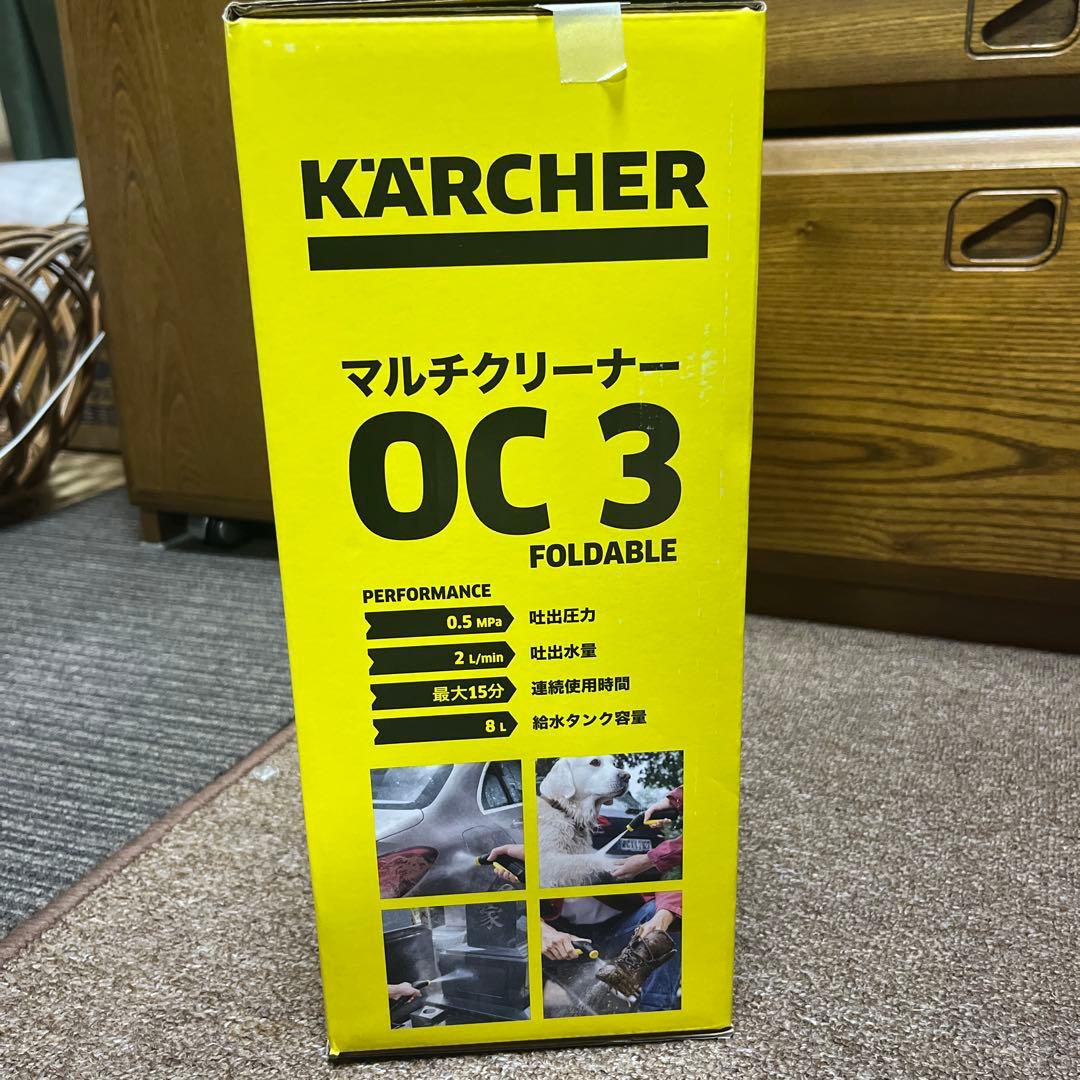 KÄRCHER
マルチクリーナー
OC 3
FOLDABLE
PERFORMANCE
0.5 MPa 吐出圧力
2 L/min 吐出水量
最大15分 連続使用時間
8 L 給水タンク容量
家